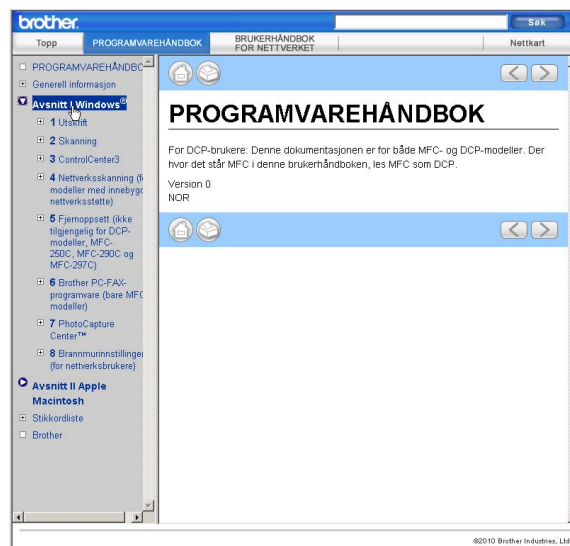 brother.
Søk
Topp
PROGRAMVAREHÅNDBOK
BRUKERHÅNDBOK
FOR NETTVERKET
Nettkart
PROGRAMVAREHÅNDBO
Generell informasjon
Avsnitt I Windows®
1 Utskrift
2 Skanning
3 ControlCenter3
4 Nettverksskanning (f
modeller med innebygd
nettverksstøtte)
5 Fjernoppsett (ikke
tilgjengelig for DCP-
modeller, MFC-
250C, MFC-290C og
MFC-297C)
6 Brother PC-FAX-
programvare (bare MFC
modeller)
7 PhotoCapture
Center™
8 Brannmurinnstillinger
(for nettverksbrukere)
Avsnitt II Apple
Macintosh
Stikkordliste
Brother
PROGRAMVAREHÅNDBOK
For DCP-brukere: Denne dokumentasjonen er for både MFC- og DCP-modeller. Der
hvor det står MFC i denne brukerhåndboken, les MFC som DCP.
Version 0
NOR
©2010 Brother Industries, Ltd